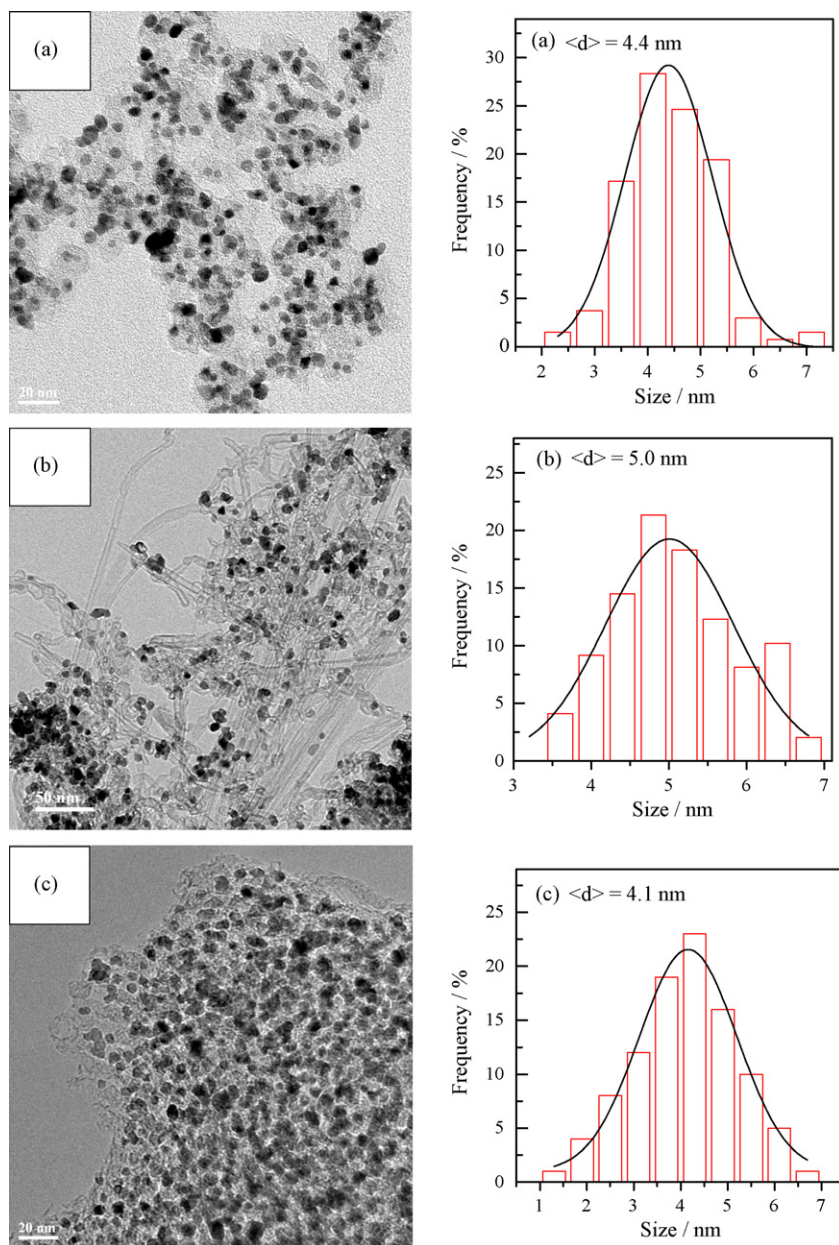 (a)
20 nm
(a) <d> = 4.4 nm
Frequency / %
30
25
20
15
10
5
0
2 3 4 5 6 7
Size / nm
(b)
50 nm
(b) <d> = 5.0 nm
Frequency / %
25
20
15
10
5
0
3 4 5 6 7
Size / nm
(c)
20 nm
(c) <d> = 4.1 nm
Frequency / %
25
20
15
10
5
0
1 2 3 4 5 6 7
Size / nm